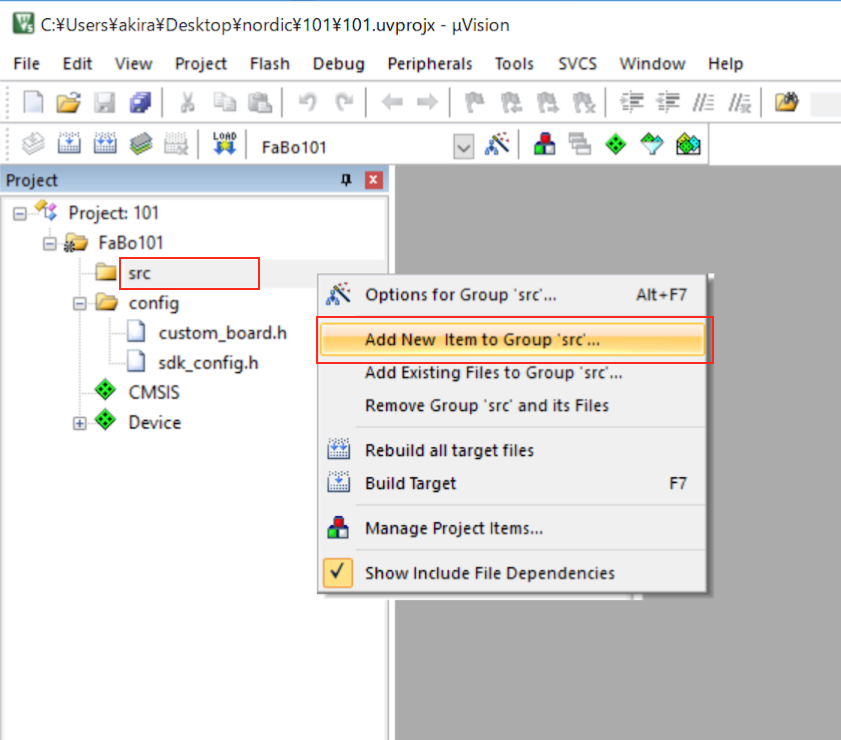 C:¥Users¥akira¥Desktop¥nordic¥101¥101.uvprojx - µVision
File Edit View Project Flash Debug Peripherals Tools SVCS Window Help
LOAD
FaBo101
Project
Project: 101
FaBo101
src
config
custom_board.h
sdk_config.h
CMSIS
Device
Options for Group 'src'... Alt+F7
Add New  Item to Group 'src'...
Add Existing Files to Group 'src'...
Remove Group 'src' and its Files
Rebuild all target files
Build Target F7
Manage Project Items...
Show Include File Dependencies